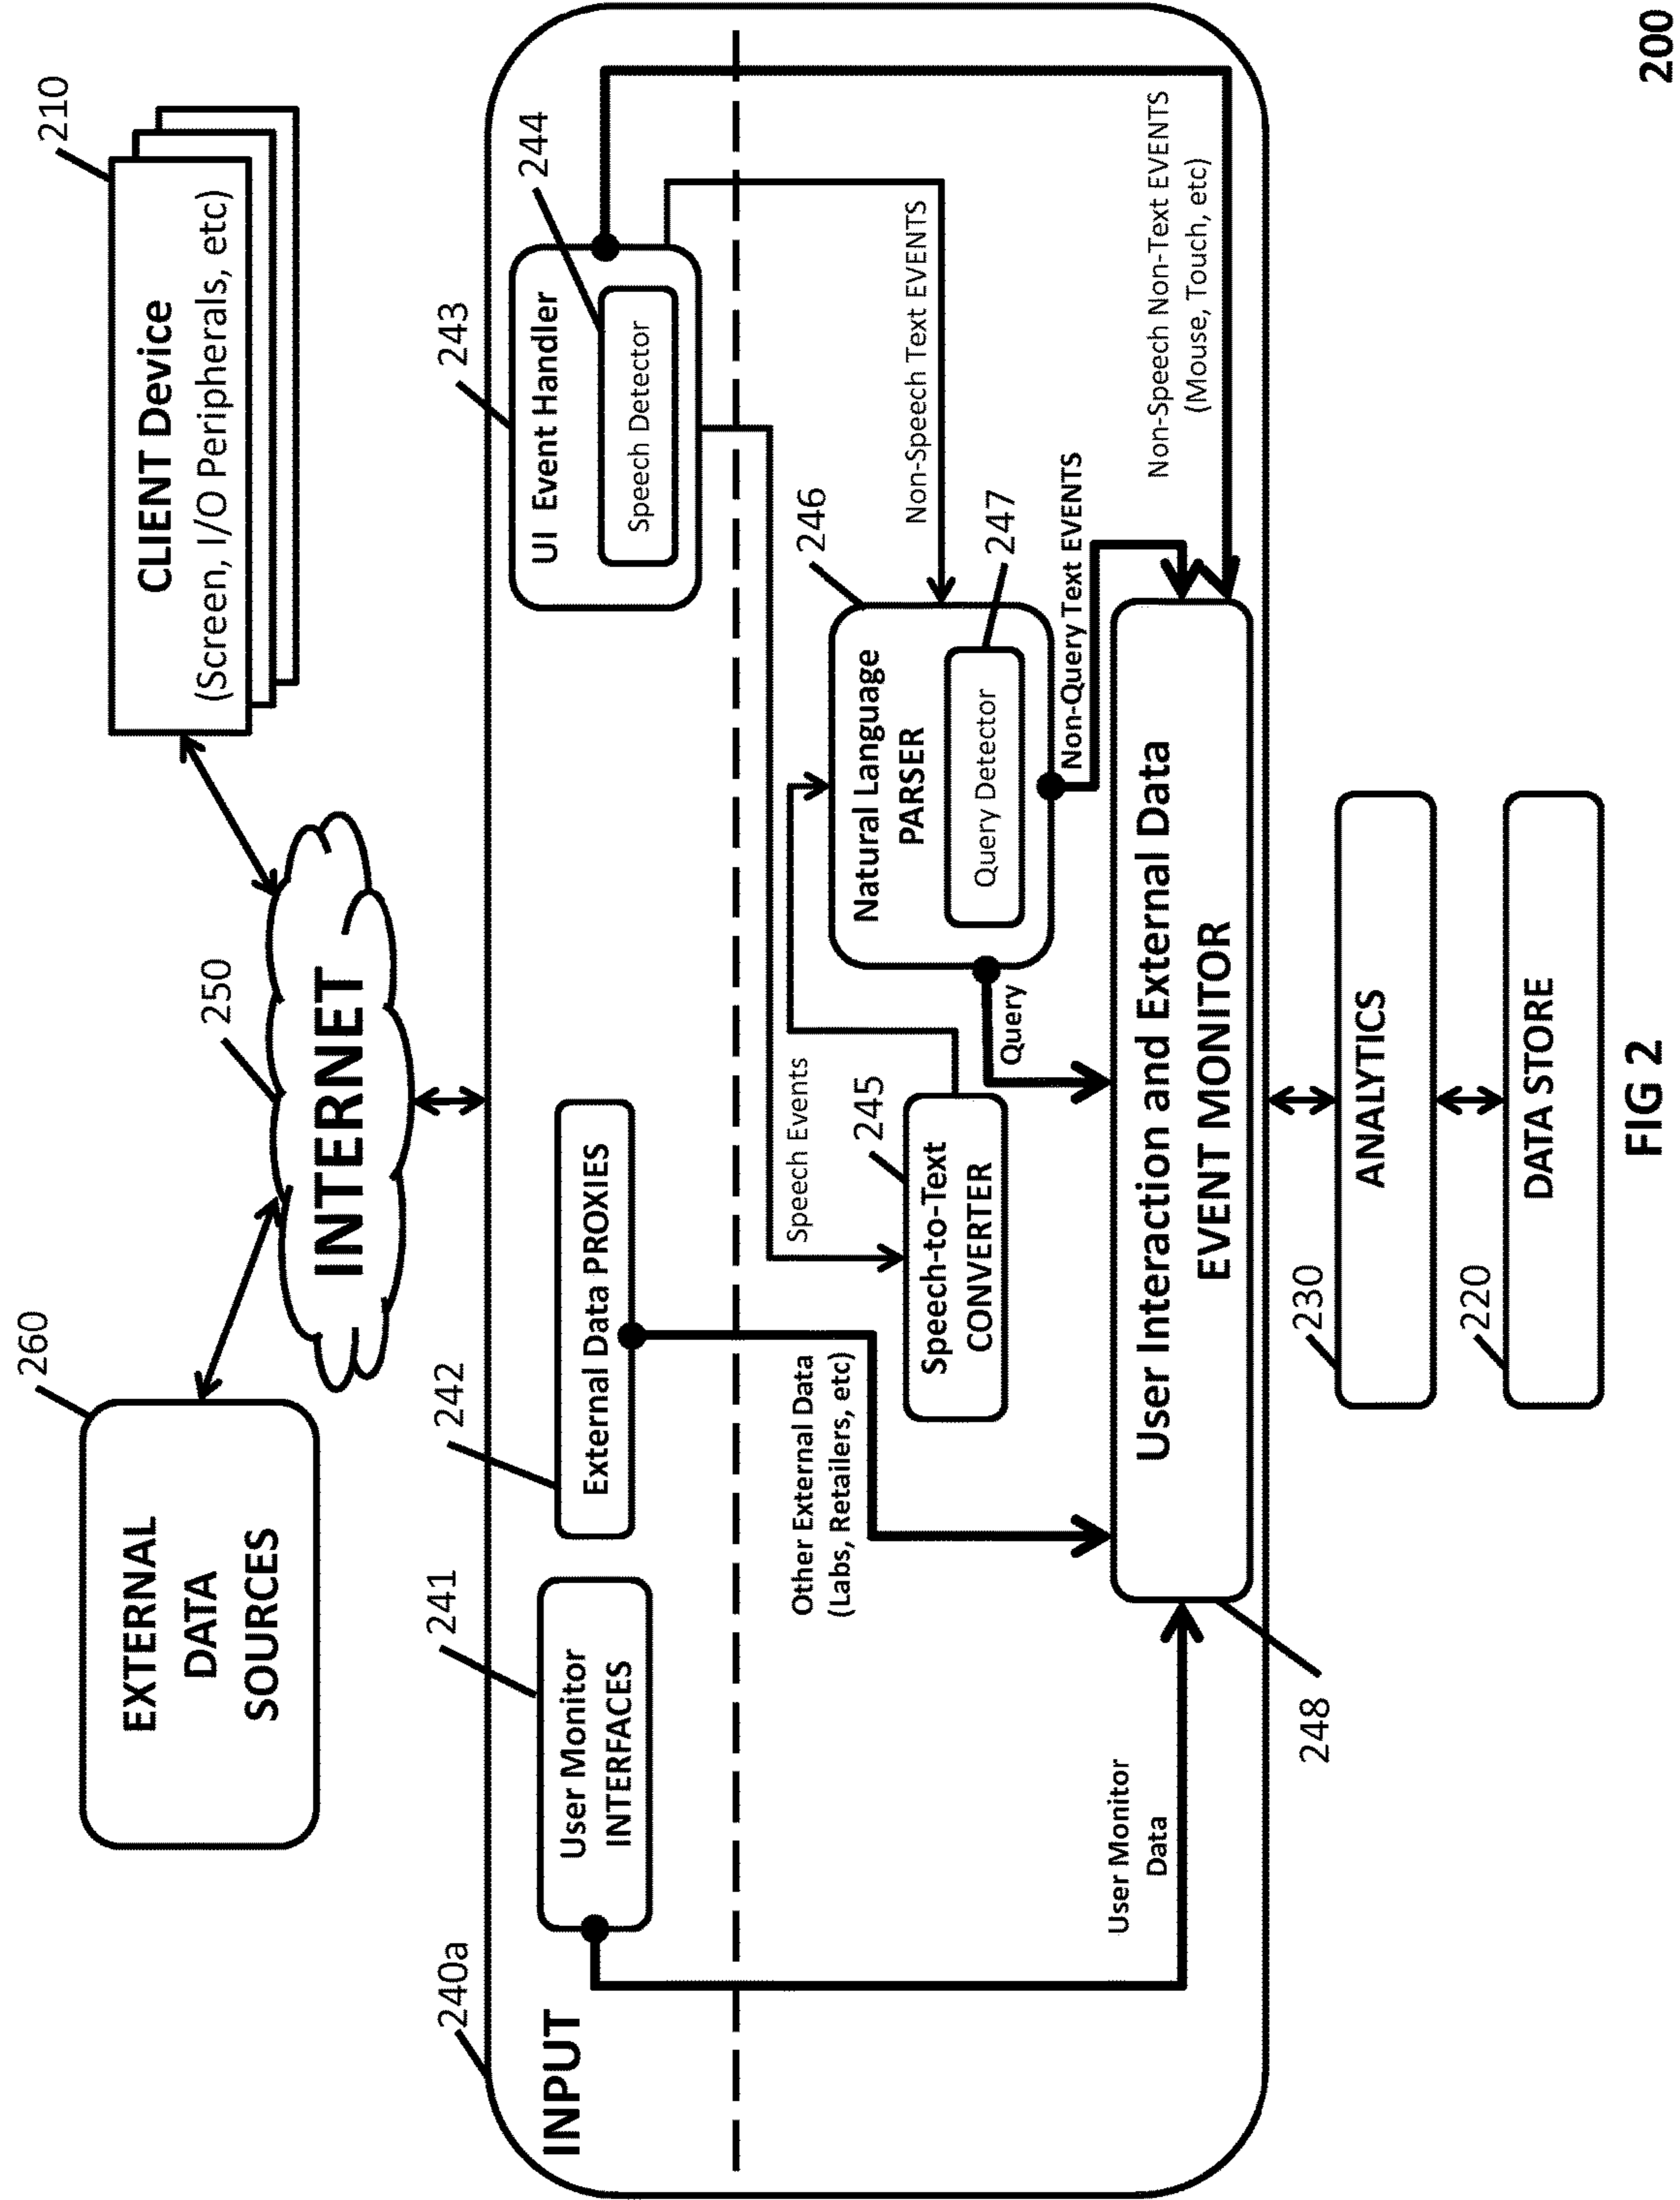 260
EXTERNAL
DATA
SOURCES
250
INTERNET
210
CLIENT Device
(Screen, I/O Peripherals, etc)
240a
INPUT
241
User Monitor
INTERFACES
242
External Data PROXIES
243
UI Event Handler
244
Speech Detector
Other External Data
(Labs, Retailers, etc)
Speech Events
245
Speech-to-Text
CONVERTER
246
Natural Language
PARSER
247
Query Detector
Query
Non-Speech Text EVENTS
Non-Query Text EVENTS
Non-Speech Non-Text EVENTS
(Mouse, Touch, etc)
User Monitor
Data
User Interaction and External Data
EVENT MONITOR
248
230
ANALYTICS
220
DATA STORE
FIG 2
200